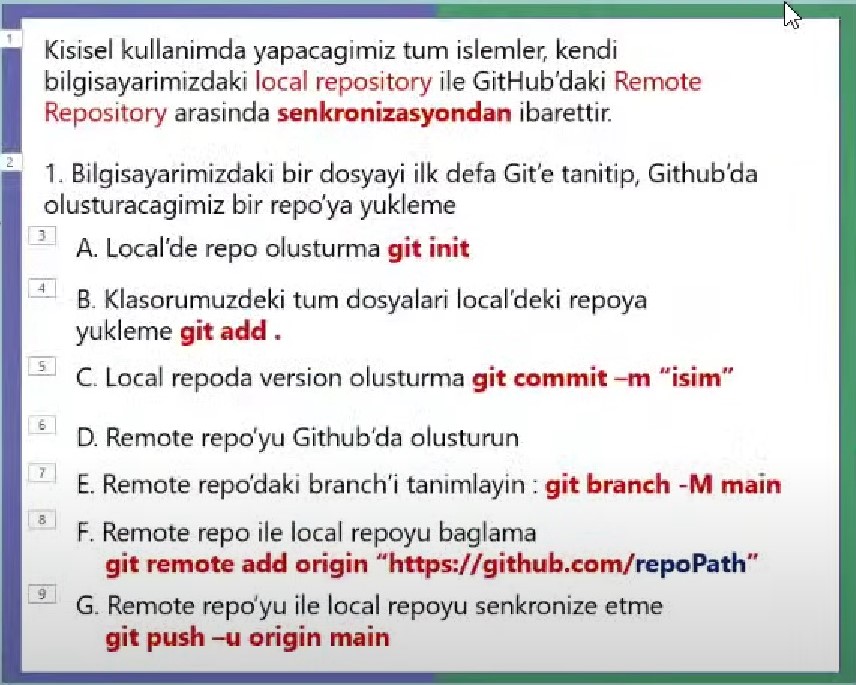 1
Kisisel kullanimda yapacagimiz tum islemler, kendi
bilgisayarimizdaki local repository ile GitHub’daki Remote
Repository arasinda senkronizasyondan ibarettir.
2
1. Bilgisayarimizdaki bir dosyayi ilk defa Git’e tanitip, Github’da
olusturacagimiz bir repo’ya yukleme
3
A. Local’de repo olusturma git init
4
B. Klasorumuzdeki tum dosyalari local’deki repoya
yukleme git add .
5
C. Local repoda version olusturma git commit –m “isim”
6
D. Remote repo’yu Github’da olusturun
7
E. Remote repo’daki branch’i tanimlayin : git branch -M main
8
F. Remote repo ile local repoyu baglama
git remote add origin “https://github.com/repoPath”
9
G. Remote repo’yu ile local repoyu senkronize etme
git push –u origin main